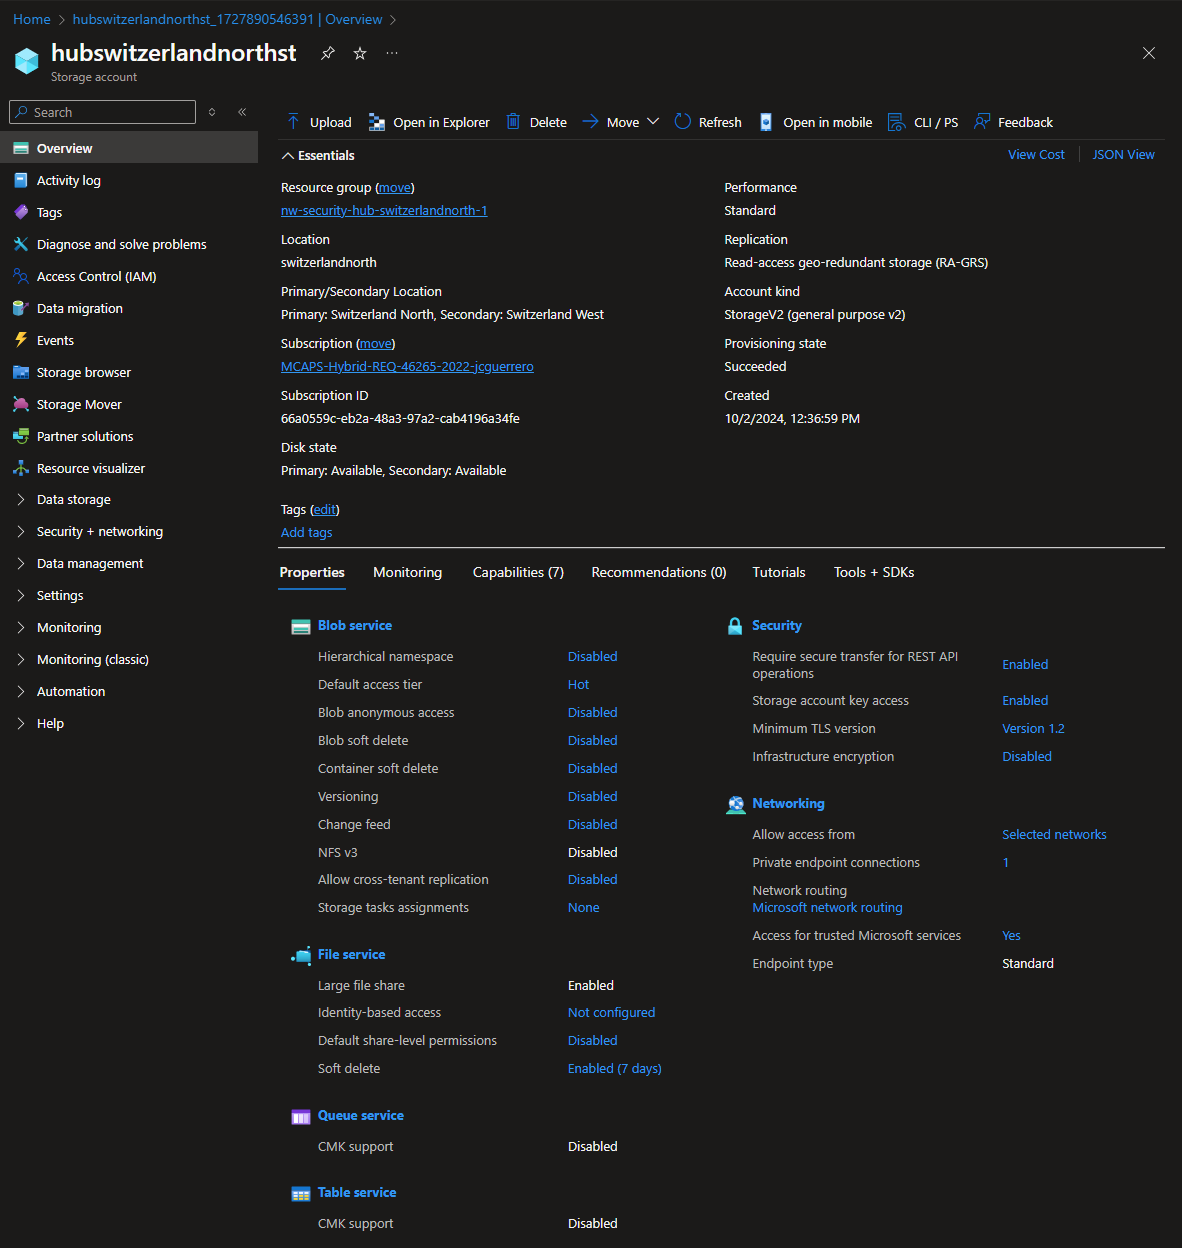 Home > hubswitzerlandnorthst_1727890546391 | Overview >
hubswitzerlandnorthst
Storage account
Search
Overview
Activity log
Tags
Diagnose and solve problems
Access Control (IAM)
Data migration
Events
Storage browser
Storage Mover
Partner solutions
Resource visualizer
Data storage
Security + networking
Data management
Settings
Monitoring
Monitoring (classic)
Automation
Help
Upload Open in Explorer Delete Move Refresh Open in mobile CLI / PS Feedback
Essentials
View Cost | JSON View
Resource group (move)
nw-security-hub-switzerlandnorth-1
Location
switzerlandnorth
Primary/Secondary Location
Primary: Switzerland North, Secondary: Switzerland West
Subscription (move)
MCAPS-Hybrid-REQ-46265-2022-jcguerrero
Subscription ID
66a0559c-eb2a-48a3-97a2-cab4196a34fe
Disk state
Primary: Available, Secondary: Available
Tags (edit)
Add tags
Performance
Standard
Replication
Read-access geo-redundant storage (RA-GRS)
Account kind
StorageV2 (general purpose v2)
Provisioning state
Succeeded
Created
10/2/2024, 12:36:59 PM
Properties Monitoring Capabilities (7) Recommendations (0) Tutorials Tools + SDKs
Blob service
Hierarchical namespace Disabled
Default access tier Hot
Blob anonymous access Disabled
Blob soft delete Disabled
Container soft delete Disabled
Versioning Disabled
Change feed Disabled
NFS v3 Disabled
Allow cross-tenant replication Disabled
Storage tasks assignments None
File service
Large file share Enabled
Identity-based access Not configured
Default share-level permissions Disabled
Soft delete Enabled (7 days)
Queue service
CMK support Disabled
Table service
CMK support Disabled
Security
Require secure transfer for REST API
operations Enabled
Storage account key access Enabled
Minimum TLS version Version 1.2
Infrastructure encryption Disabled
Networking
Allow access from Selected networks
Private endpoint connections 1
Network routing
Microsoft network routing
Access for trusted Microsoft services Yes
Endpoint type Standard